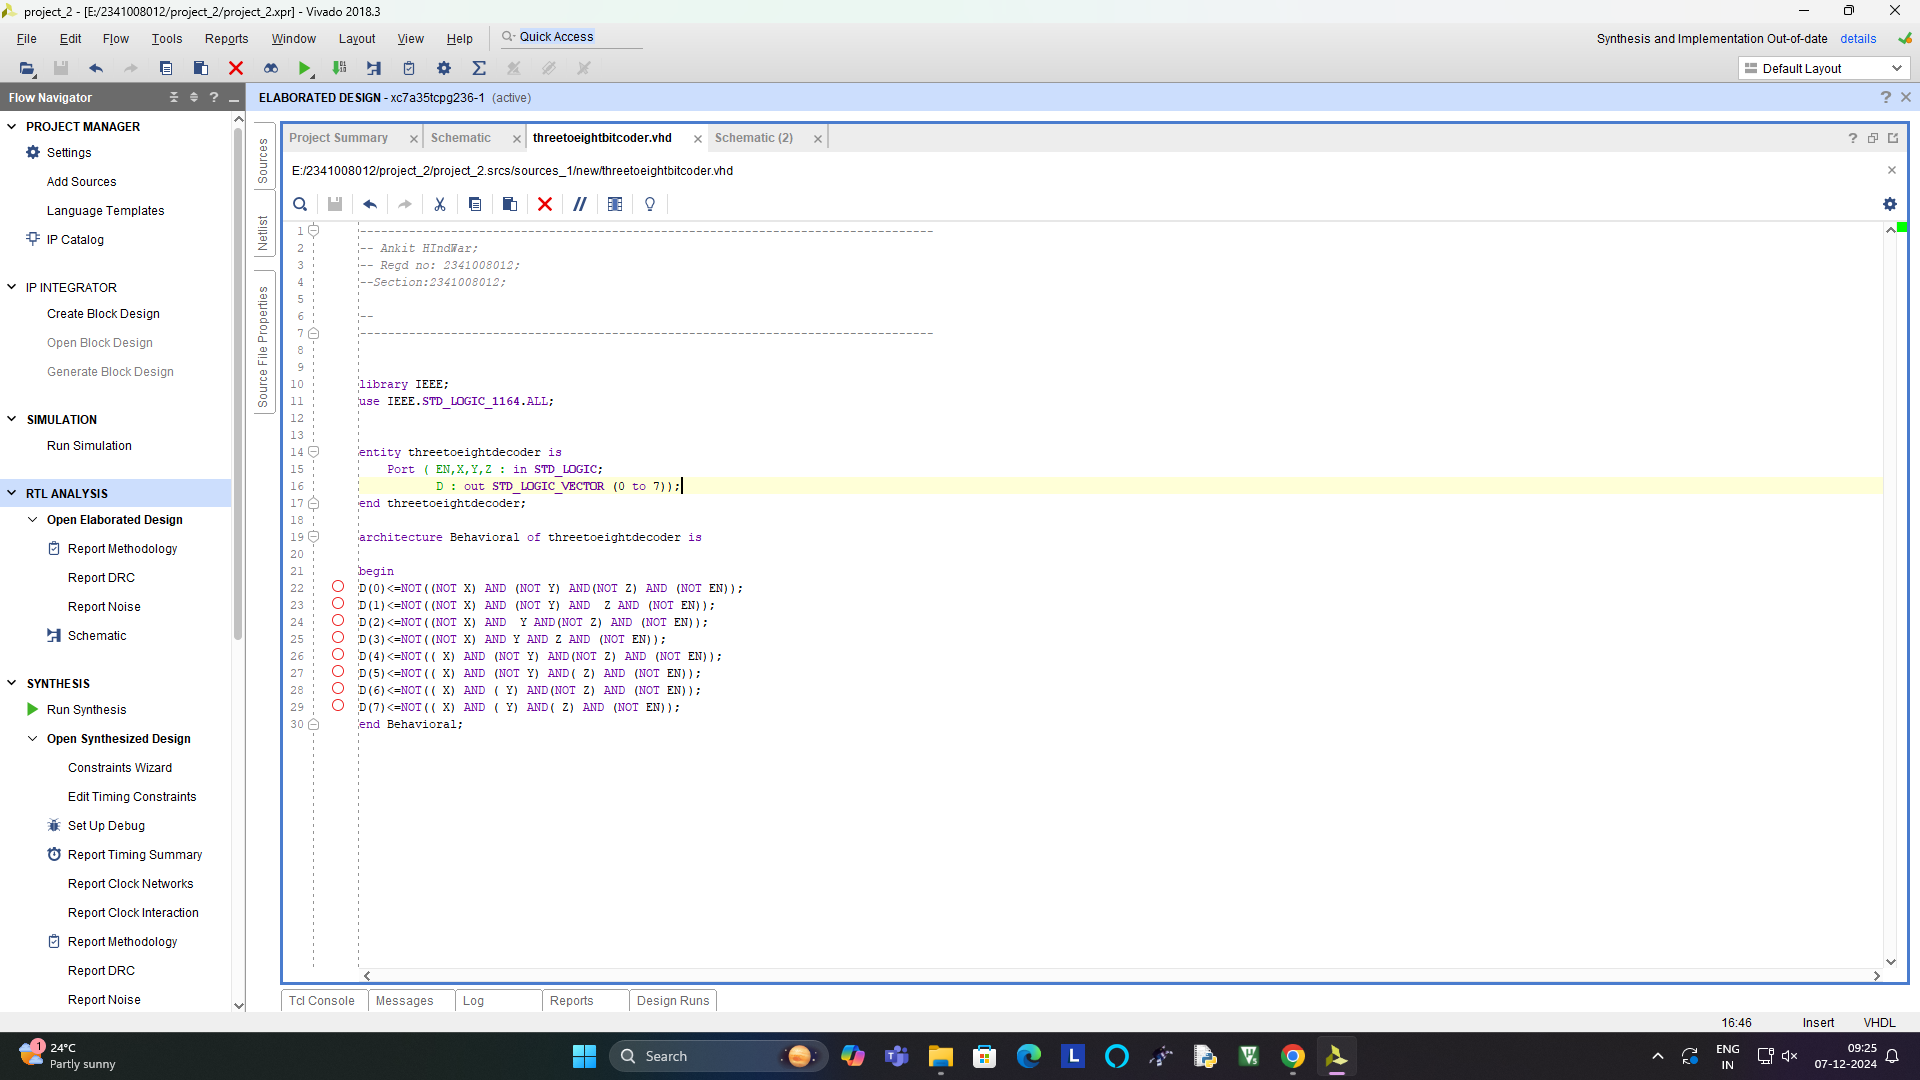 project_2 - [E:/2341008012/project_2/project_2.xpr] - Vivado 2018.3
File Edit Flow Tools Reports Window Layout View Help Quick Access
Synthesis and Implementation Out-of-date details
Default Layout
Flow Navigator
ELABORATED DESIGN - xc7a35tcpg236-1 (active)
PROJECT MANAGER
Settings
Add Sources
Language Templates
IP Catalog
IP INTEGRATOR
Create Block Design
Open Block Design
Generate Block Design
SIMULATION
Run Simulation
RTL ANALYSIS
Open Elaborated Design
Report Methodology
Report DRC
Report Noise
Schematic
SYNTHESIS
Run Synthesis
Open Synthesized Design
Constraints Wizard
Edit Timing Constraints
Set Up Debug
Report Timing Summary
Report Clock Networks
Report Clock Interaction
Report Methodology
Report DRC
Report Noise
Sources
Netlist
Source File Properties
Project Summary Schematic threetoeightbitcoder.vhd Schematic (2)
E:/2341008012/project_2/project_2.srcs/sources_1/new/threetoeightbitcoder.vhd
1 ----------------------------------------------------------------------------------
2 -- Ankit HIndWar;
3 -- Regd no: 2341008012;
4 --Section:2341008012;
5
6 --
7 ----------------------------------------------------------------------------------
8
9
10 library IEEE;
11 use IEEE.STD_LOGIC_1164.ALL;
12
13
14 entity threetoeightdecoder is
15 Port ( EN,X,Y,Z : in STD_LOGIC;
16 D : out STD_LOGIC_VECTOR (0 to 7));
17 end threetoeightdecoder;
18
19 architecture Behavioral of threetoeightdecoder is
20
21 begin
22 D(0)<=NOT((NOT X) AND (NOT Y) AND(NOT Z) AND (NOT EN));
23 D(1)<=NOT((NOT X) AND (NOT Y) AND  Z AND (NOT EN));
24 D(2)<=NOT((NOT X) AND  Y AND(NOT Z) AND (NOT EN));
25 D(3)<=NOT((NOT X) AND Y AND Z AND (NOT EN));
26 D(4)<=NOT(( X) AND (NOT Y) AND(NOT Z) AND (NOT EN));
27 D(5)<=NOT(( X) AND (NOT Y) AND( Z) AND (NOT EN));
28 D(6)<=NOT(( X) AND ( Y) AND(NOT Z) AND (NOT EN));
29 D(7)<=NOT(( X) AND ( Y) AND( Z) AND (NOT EN));
30 end Behavioral;
Tcl Console Messages Log Reports Design Runs
16:46 Insert VHDL
1
24°C
Partly sunny
Search
ENG
IN
09:25
07-12-2024